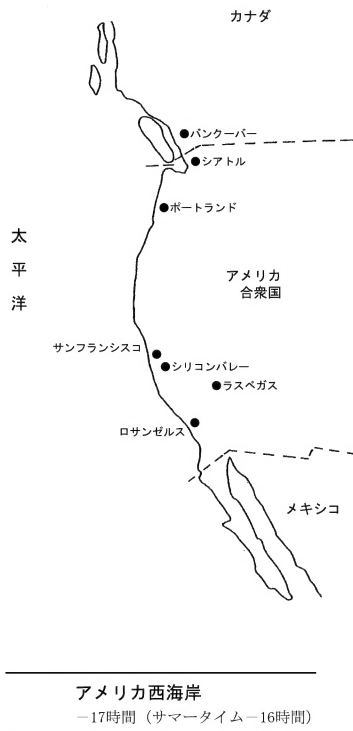 カナダ
バンクーバー
シアトル
ポートランド
太平洋
アメリカ
合衆国
サンフランシスコ
シリコンバレー
ラスベガス
ロサンゼルス
メキシコ
アメリカ西海岸
−17時間（サマータイム−16時間）